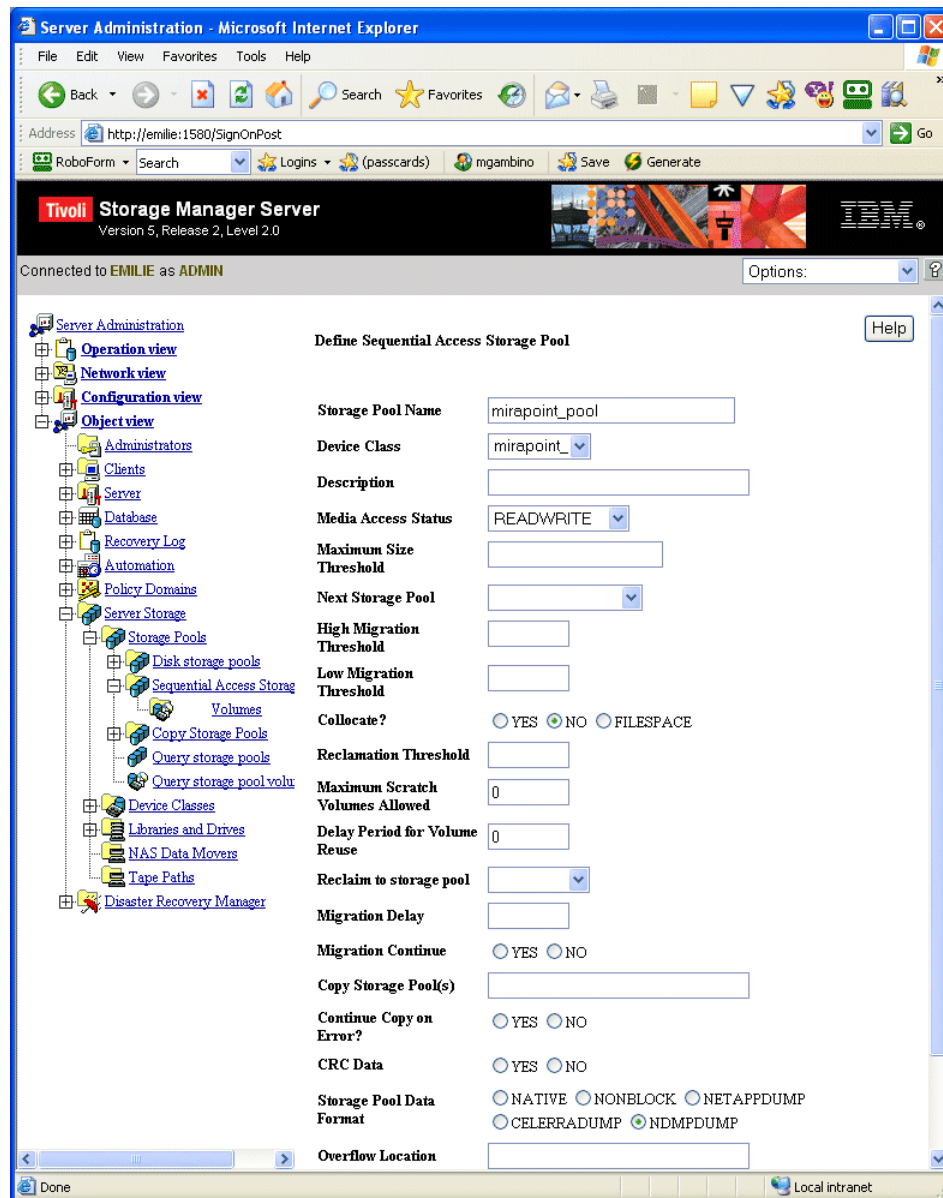 Server Administration - Microsoft Internet Explorer
File Edit View Favorites Tools Help
Back Search Favorites
Address http://emilie:1580/SignOnPost Go
RoboForm Search Logins (passcards) mgambino Save Generate
Tivoli Storage Manager Server
Version 5, Release 2, Level 2.0
IBM®
Connected to EMILIE as ADMIN
Options:
Server Administration
Operation view
Network view
Configuration view
Object view
Administrators
Clients
Server
Database
Recovery Log
Automation
Policy Domains
Server Storage
Storage Pools
Disk storage pools
Sequential Access Storag
Volumes
Copy Storage Pools
Query storage pools
Query storage pool volu
Device Classes
Libraries and Drives
NAS Data Movers
Tape Paths
Disaster Recovery Manager
Help
Define Sequential Access Storage Pool
Storage Pool Name mirapoint_pool
Device Class mirapoint_
Description
Media Access Status READWRITE
Maximum Size
Threshold
Next Storage Pool
High Migration
Threshold
Low Migration
Threshold
Collocate? YES NO FILESPACE
Reclamation Threshold
Maximum Scratch
Volumes Allowed 0
Delay Period for Volume
Reuse 0
Reclaim to storage pool
Migration Delay
Migration Continue YES NO
Copy Storage Pool(s)
Continue Copy on
Error? YES NO
CRC Data YES NO
Storage Pool Data
Format
NATIVE NONBLOCK NETAPPDUMP
CELERRADUMP NDMPDUMP
Overflow Location
Done
Local intranet